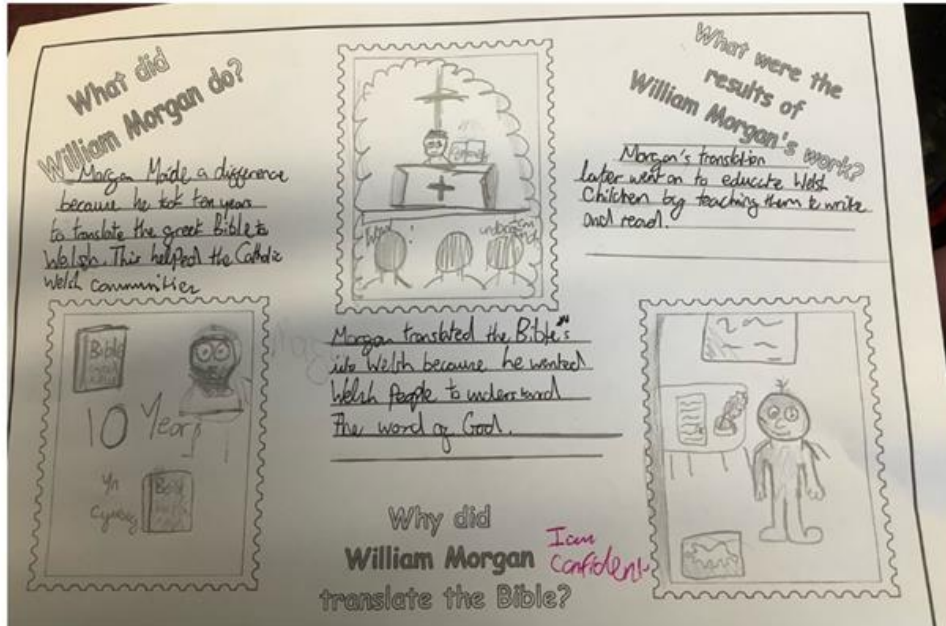 What did
William Morgan do?
Morgan Maide a difference
because he tok ten years
to translate the greet Bible to
Welsh. This helped the Catholic
Welsh communities
Bible
10 Years
Yn
Cymraeg
What were the
results of
William Morgan's work?
Morgan's translation
later went on to educate Welsh
Children by teaching them to write
and read.
Morgan translated the Bible's
into Welsh because he wanted
Welsh People to understand
The word of God.
Why did
William Morgan
translate the Bible?
I am
Confident